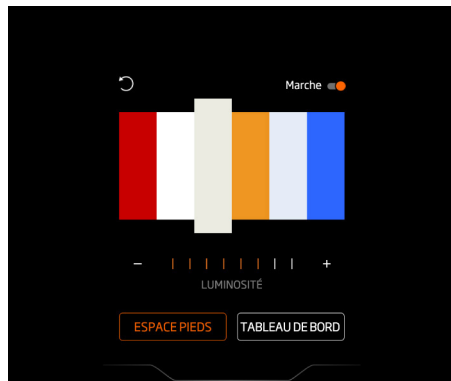 Marche
- +
LUMINOSITÉ
ESPACE PIEDS TABLEAU DE BORD